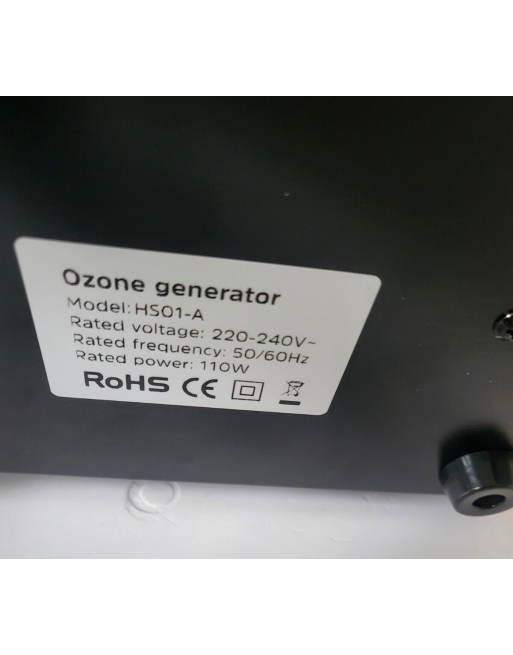 Ozone generator
Model: HS01-A
Rated voltage: 220-240V~
Rated frequency: 50/60Hz
Rated power: 110W
RoHS CE